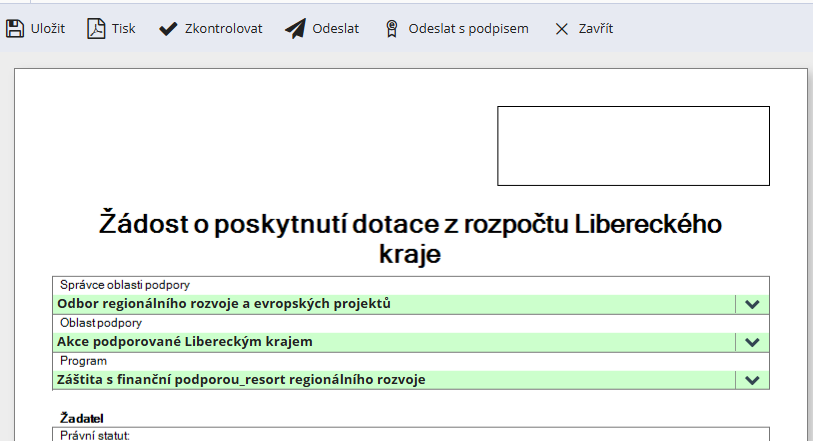 Uložit Tisk Zkontrolovat Odeslat Odeslat s podpisem Zavřít
Žádost o poskytnutí dotace z rozpočtu Libereckého
kraje
Správce oblasti podpory
Odbor regionálního rozvoje a evropských projektů
Oblast podpory
Akce podporované Libereckým krajem
Program
Záštita s finanční podporou_resort regionálního rozvoje
Žadatel
Právní statut: